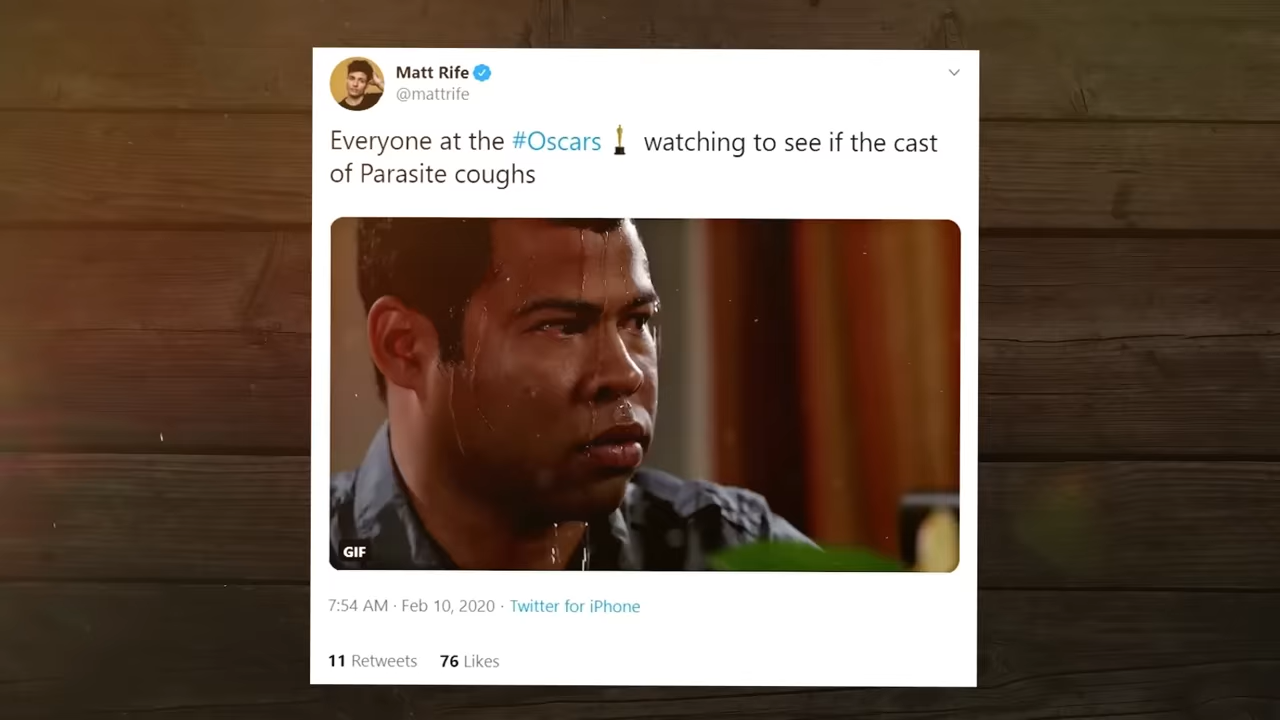 Matt Rife
@mattrife
Everyone at the #Oscars watching to see if the cast
of Parasite coughs
GIF
7:54 AM · Feb 10, 2020 · Twitter for iPhone
11 Retweets 76 Likes